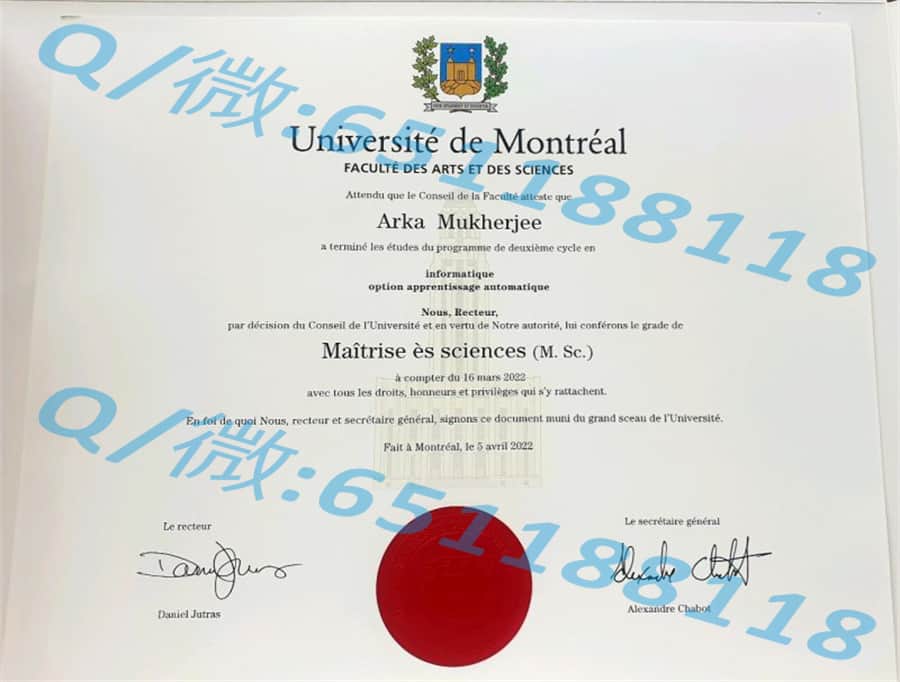 Université de Montréal
FACULTÉ DES ARTS ET DES SCIENCES
Attendu que le Conseil de la Faculté atteste que
Arka Mukherjee
a terminé les études du programme de deuxième cycle en
informatique
option apprentissage automatique
Nous, Recteur,
par décision du Conseil de l'Université et en vertu de Notre autorité, lui conférons le grade de
Maîtrise ès sciences (M. Sc.)
à compter du 16 mars 2022
avec tous les droits, honneurs et privilèges qui s'y rattachent.
En foi de quoi Nous, recteur et secrétaire général, signons ce document muni du grand sceau de l'Université.
Fait à Montréal, le 5 avril 2022
Le recteur
Daniel Jutras
Le secrétaire général
Alexandre Chabot
Alexandre Chabot
Q/微:651188118
Q/微:651188118